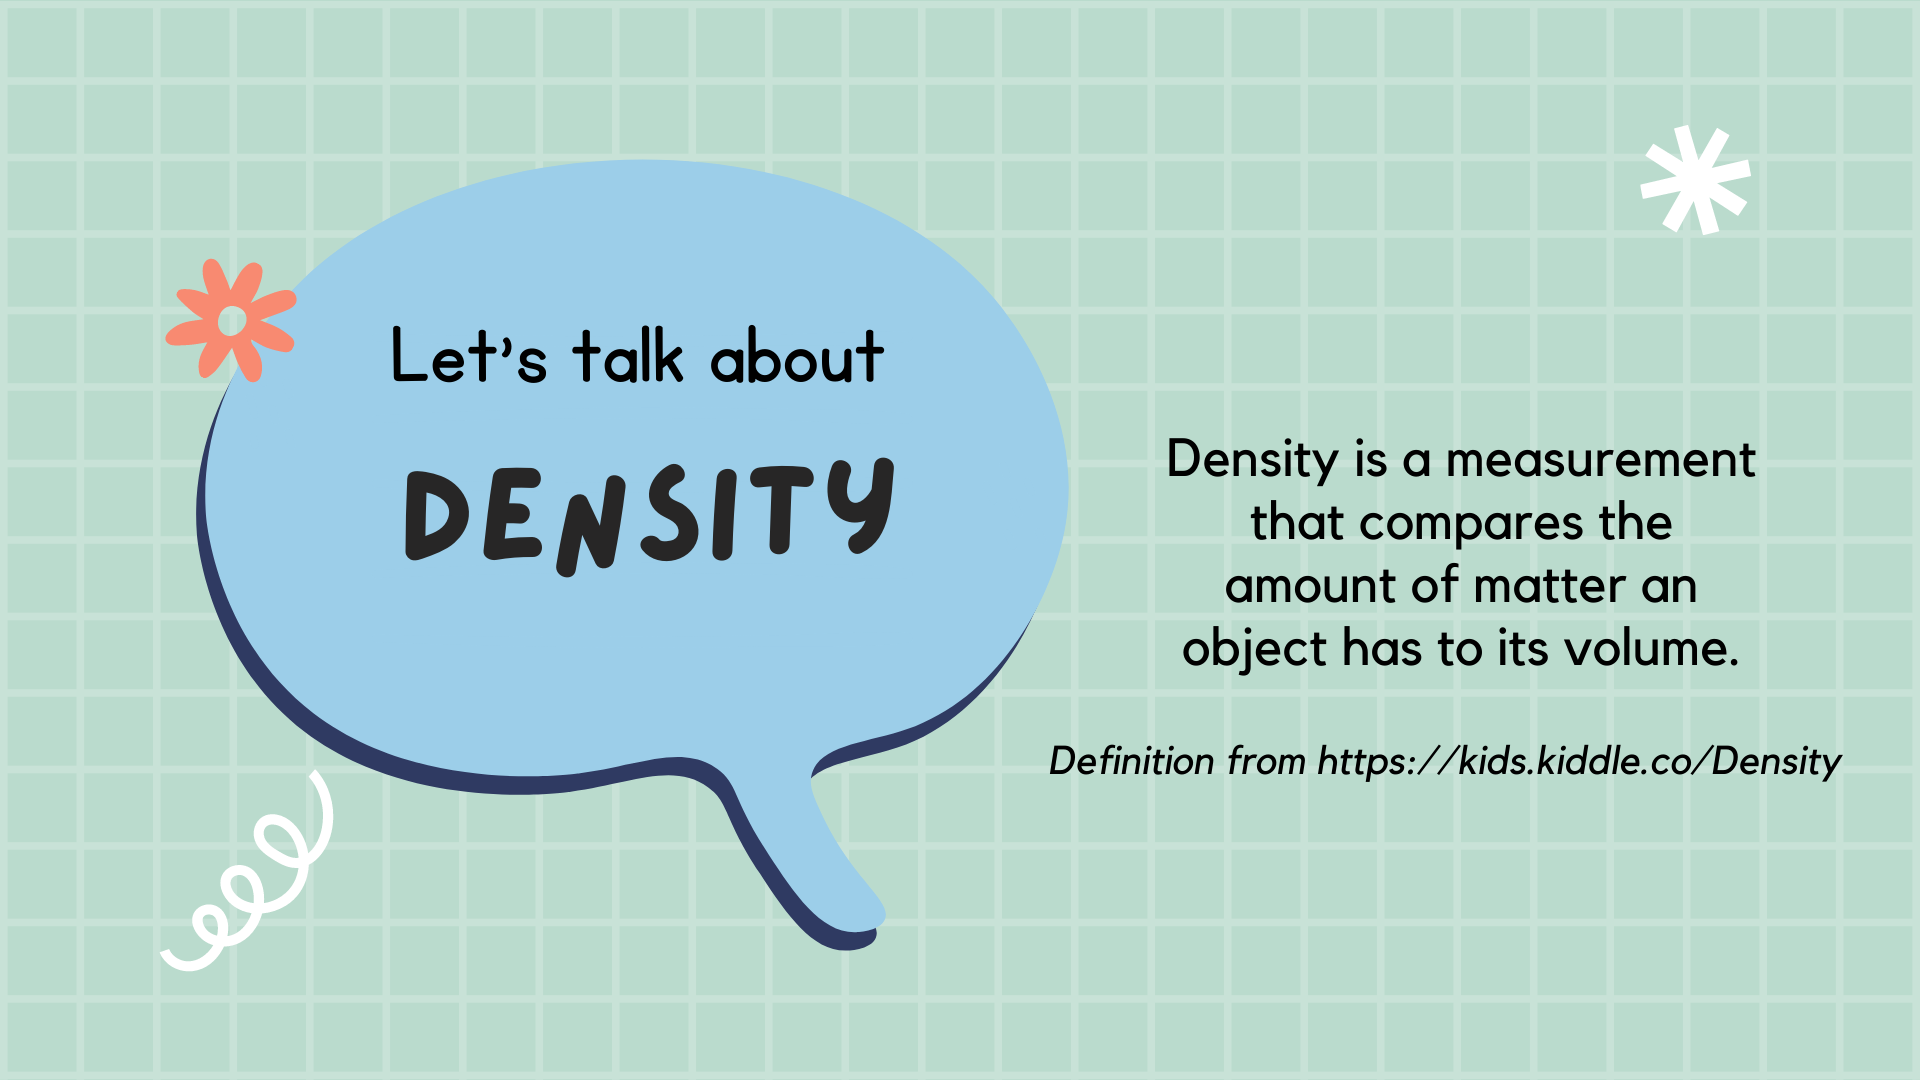 Let's talk about
DENSITY
Density is a measurement
that compares the
amount of matter an
object has to its volume.
Definition from https://kids.kiddle.co/Density